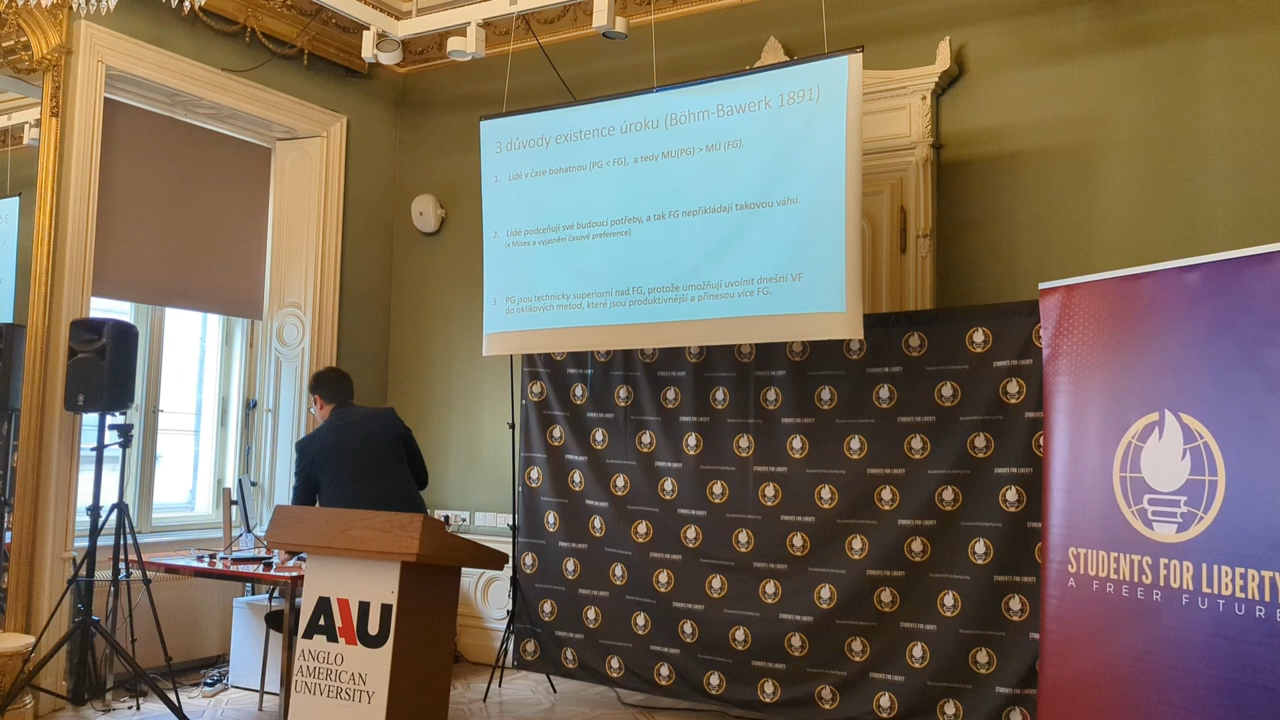 3 důvody existence úroku (Böhm-Bawerk 1891)
1. Lidé v čase bohatnou (PG < FG), a tedy MU(PG) > MU (FG).
2. Lidé podceňují své budoucí potřeby, a tak FG nepřikládají takovou váhu.
(x Mises a vyjasnění časové preference)
3. PG jsou technicky superiorní nad FG, protože umožňují uvolnit dnešní VF
do oklikových metod, které jsou produktivnější a přinesou více FG.
STUDENTS FOR LIBERTY
STUDENTS FOR LIBERTY
A FREER FUTURE
AAU
ANGLO
AMERICAN
UNIVERSITY